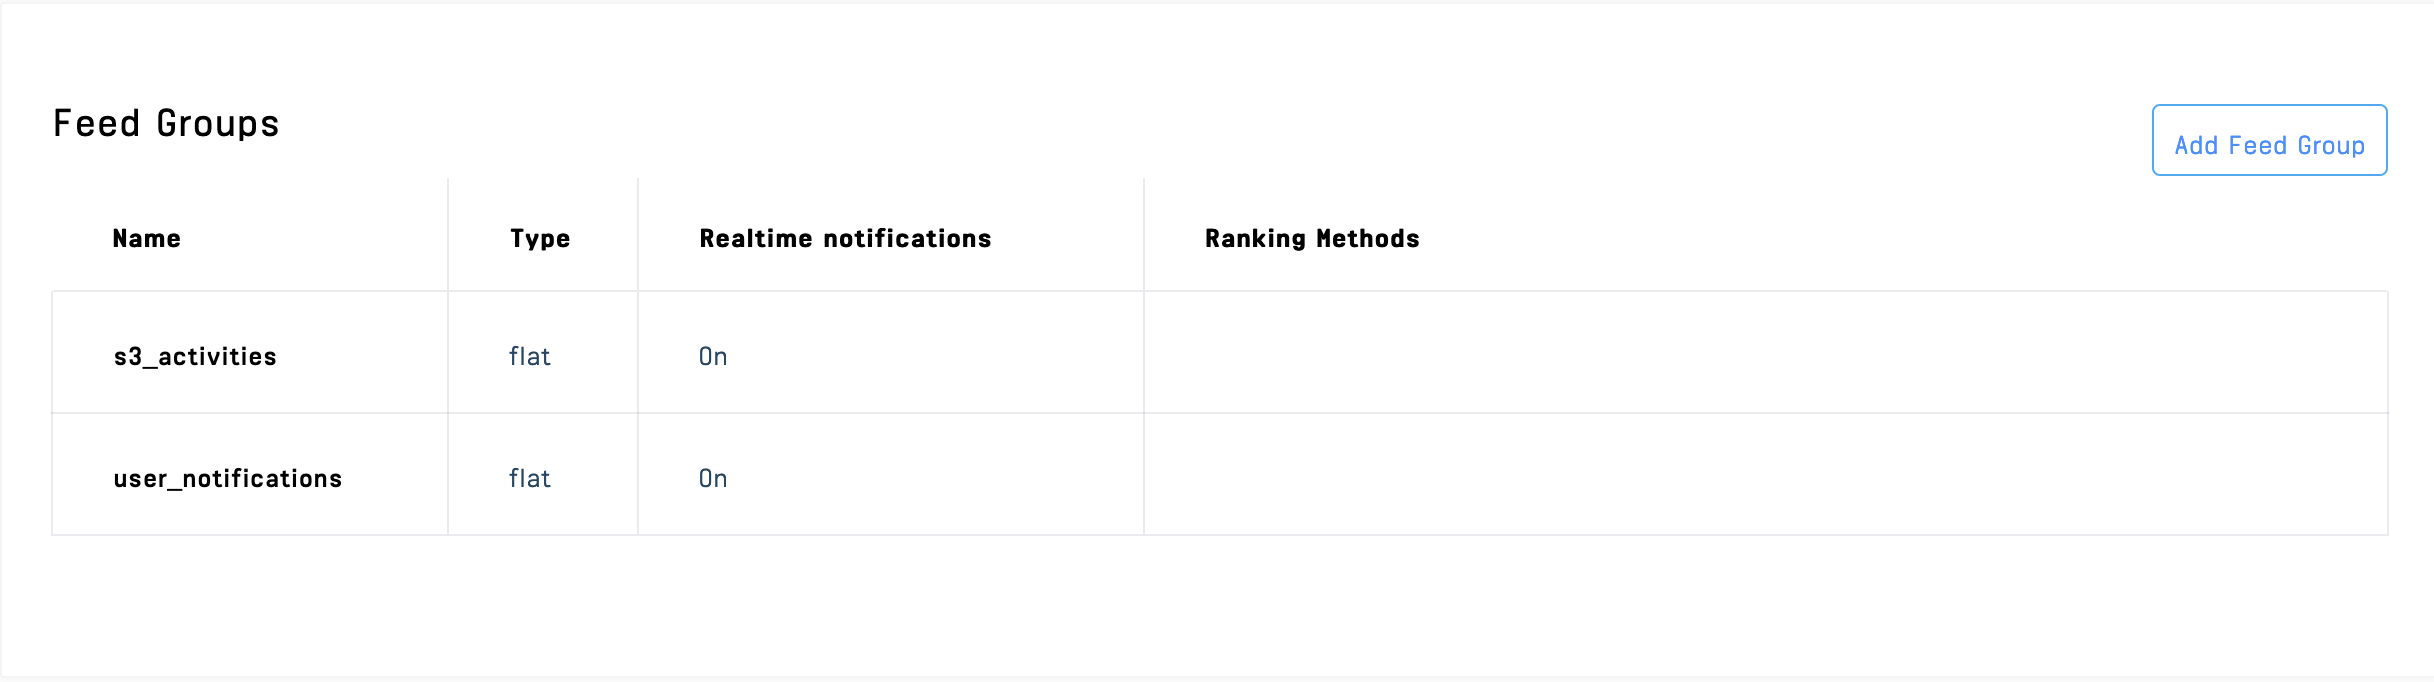 Feed Groups
Add Feed Group
Name Type Realtime notifications Ranking Methods
s3_activities flat On
user_notifications flat On